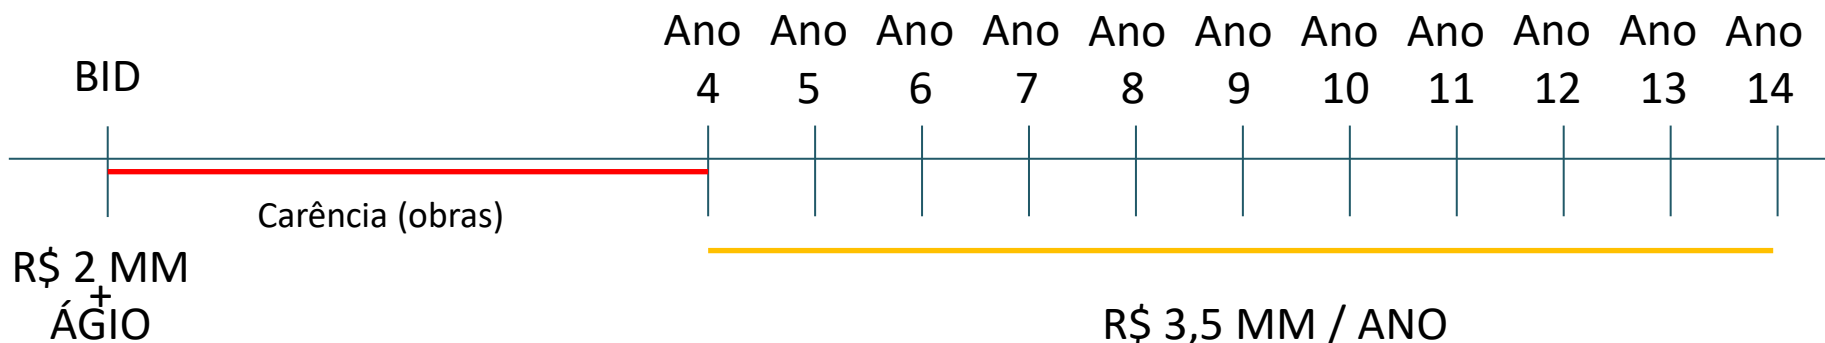 BID
Ano Ano Ano Ano Ano Ano Ano Ano Ano Ano Ano
4 5 6 7 8 9 10 11 12 13 14
Carência (obras)
R$ 2 MM
+
ÁGIO
R$ 3,5 MM / ANO